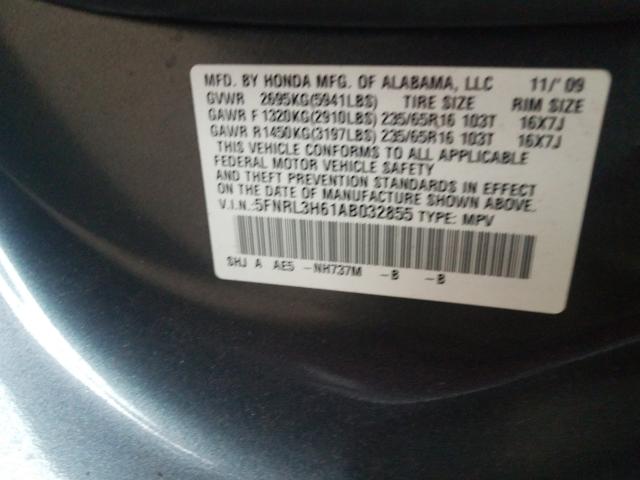 MFD. BY HONDA MFG. OF ALABAMA, LLC 11/'09
GVWR 2695KG(5941LBS) TIRE SIZE RIM SIZE
GAWR F1320KG(2910LBS) 235/65R16 103T 16X7J
GAWR R1450KG(3197LBS) 235/65R16 103T 16X7J
THIS VEHICLE CONFORMS TO ALL APPLICABLE
FEDERAL MOTOR VEHICLE SAFETY
AND THEFT PREVENTION STANDARDS IN EFFECT
ON THE DATE OF MANUFACTURE SHOWN ABOVE.
V.I.N.:5FNRL3H61AB032855 TYPE: MPV
SHJ A AE5 -NH737M -B -B